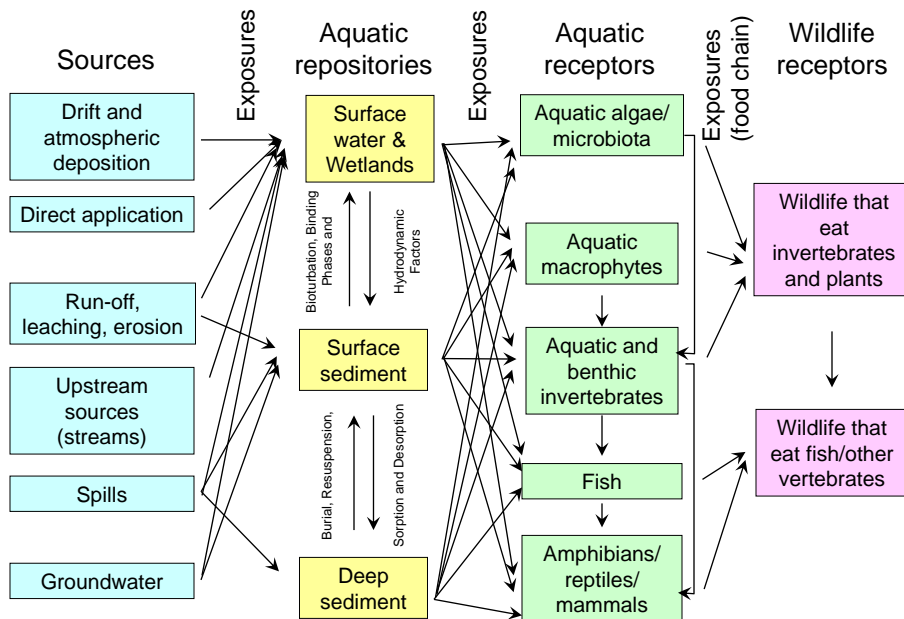 Sources
Exposures
Aquatic
repositories
Exposures
Aquatic
receptors
Exposures
(food chain)
Wildlife
receptors
Drift and
atmospheric
deposition
Direct application
Run-off,
leaching, erosion
Upstream
sources
(streams)
Spills
Groundwater
Surface
water &
Wetlands
Bioturbation, Binding
Phases and
Hydrodynamic
Factors
Surface
sediment
Burial, Resuspension,
Sorption and Desorption
Deep
sediment
Aquatic algae/
microbiota
Aquatic
macrophytes
Aquatic and
benthic
invertebrates
Fish
Amphibians/
reptiles/
mammals
Wildlife that
eat
invertebrates
and plants
Wildlife that
eat fish/other
vertebrates